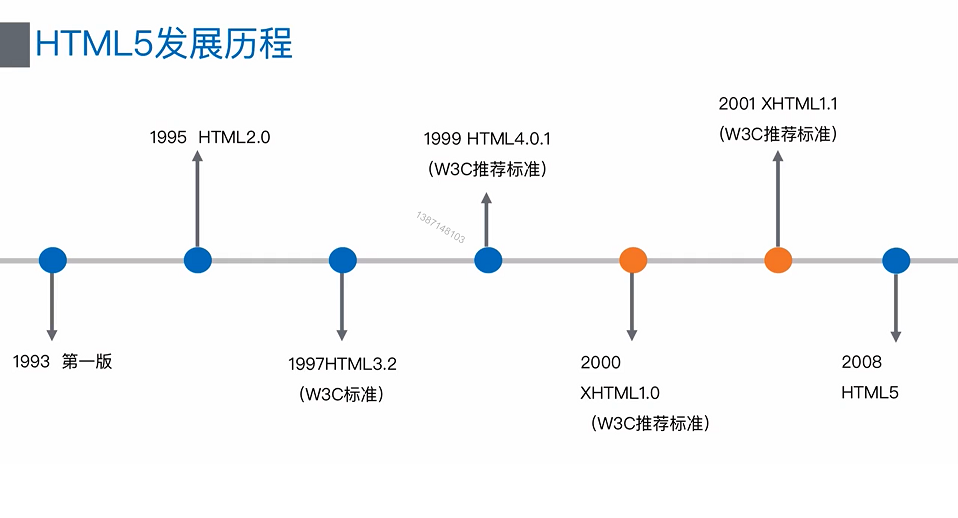 HTML5发展历程
1993 第一版
1995 HTML2.0
1997HTML3.2
（W3C标准）
1999 HTML4.0.1
（W3C推荐标准）
2000
XHTML1.0
（W3C推荐标准）
2001 XHTML1.1
（W3C推荐标准）
2008
HTML5
1387148103